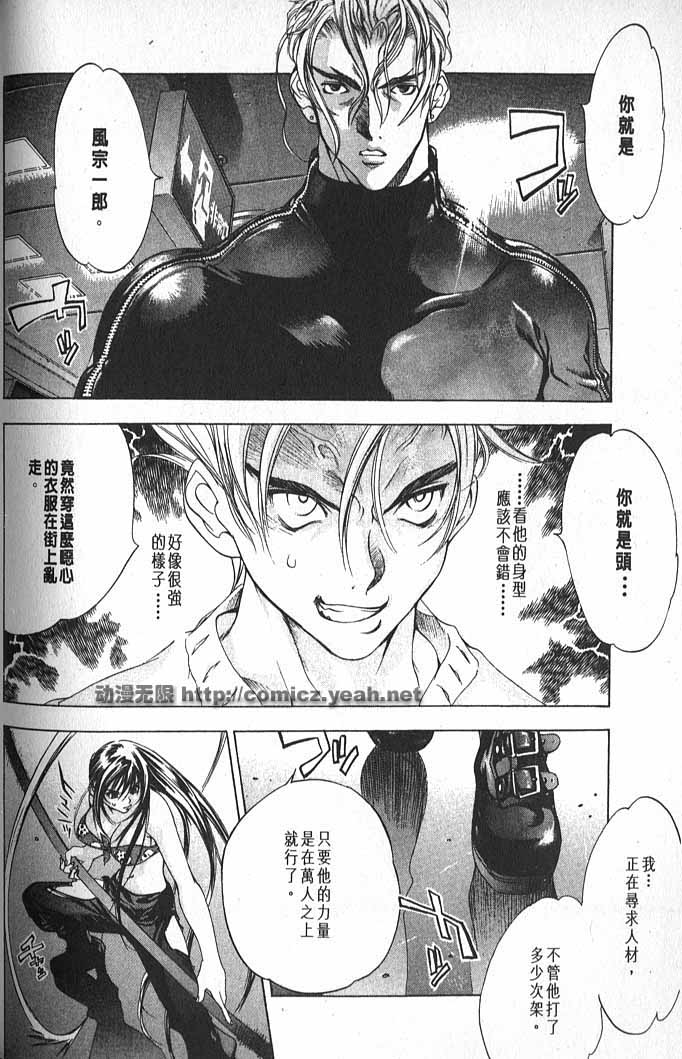 你就是
風宗一郎。
你就是頭…
……看他的身型
應該不會錯……
好像很強
的樣子……
竟然穿這麼噁心
的衣服在街上亂
走。
动漫无限 http://comicz.yeah.net
我…
正在尋求人材，
不管他打了
多少次架。
只要他的力量
是在萬人之上
就行了。